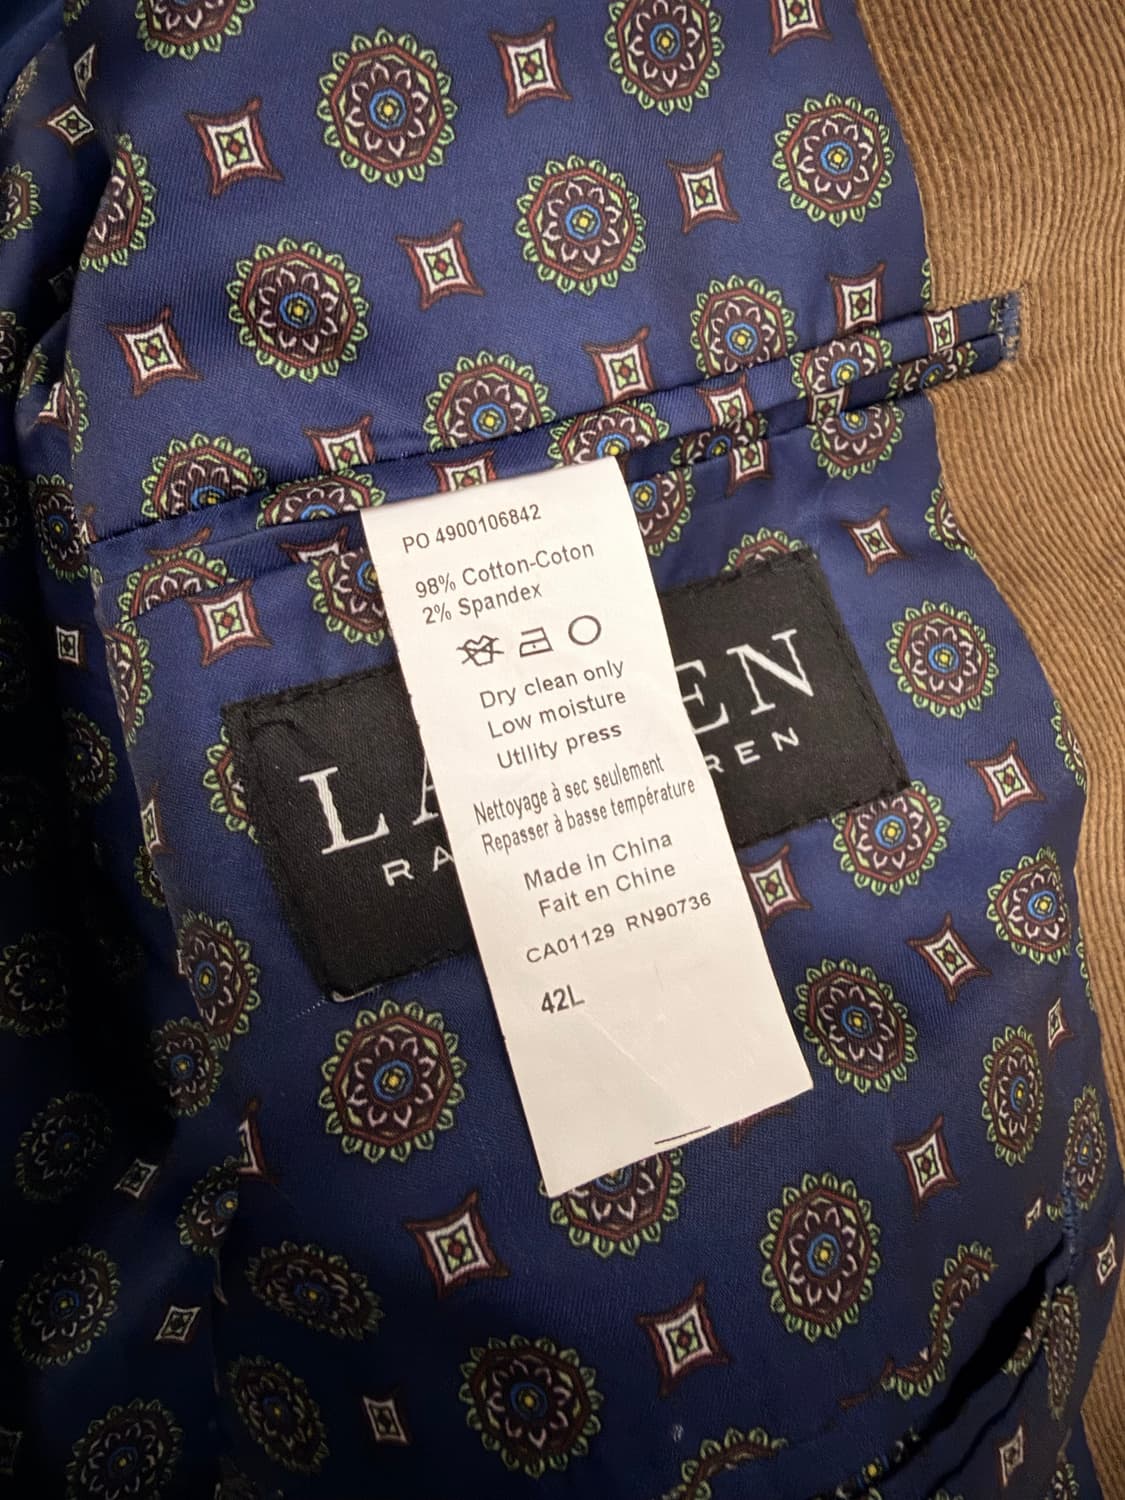 PO 4900106842
98% Cotton-Coton
2% Spandex
Dry clean only
Low moisture
Utility press
Nettoyage à sec seulement
Repasser à basse température
Made in China
Fait en Chine
CA01129 RN90736
42L